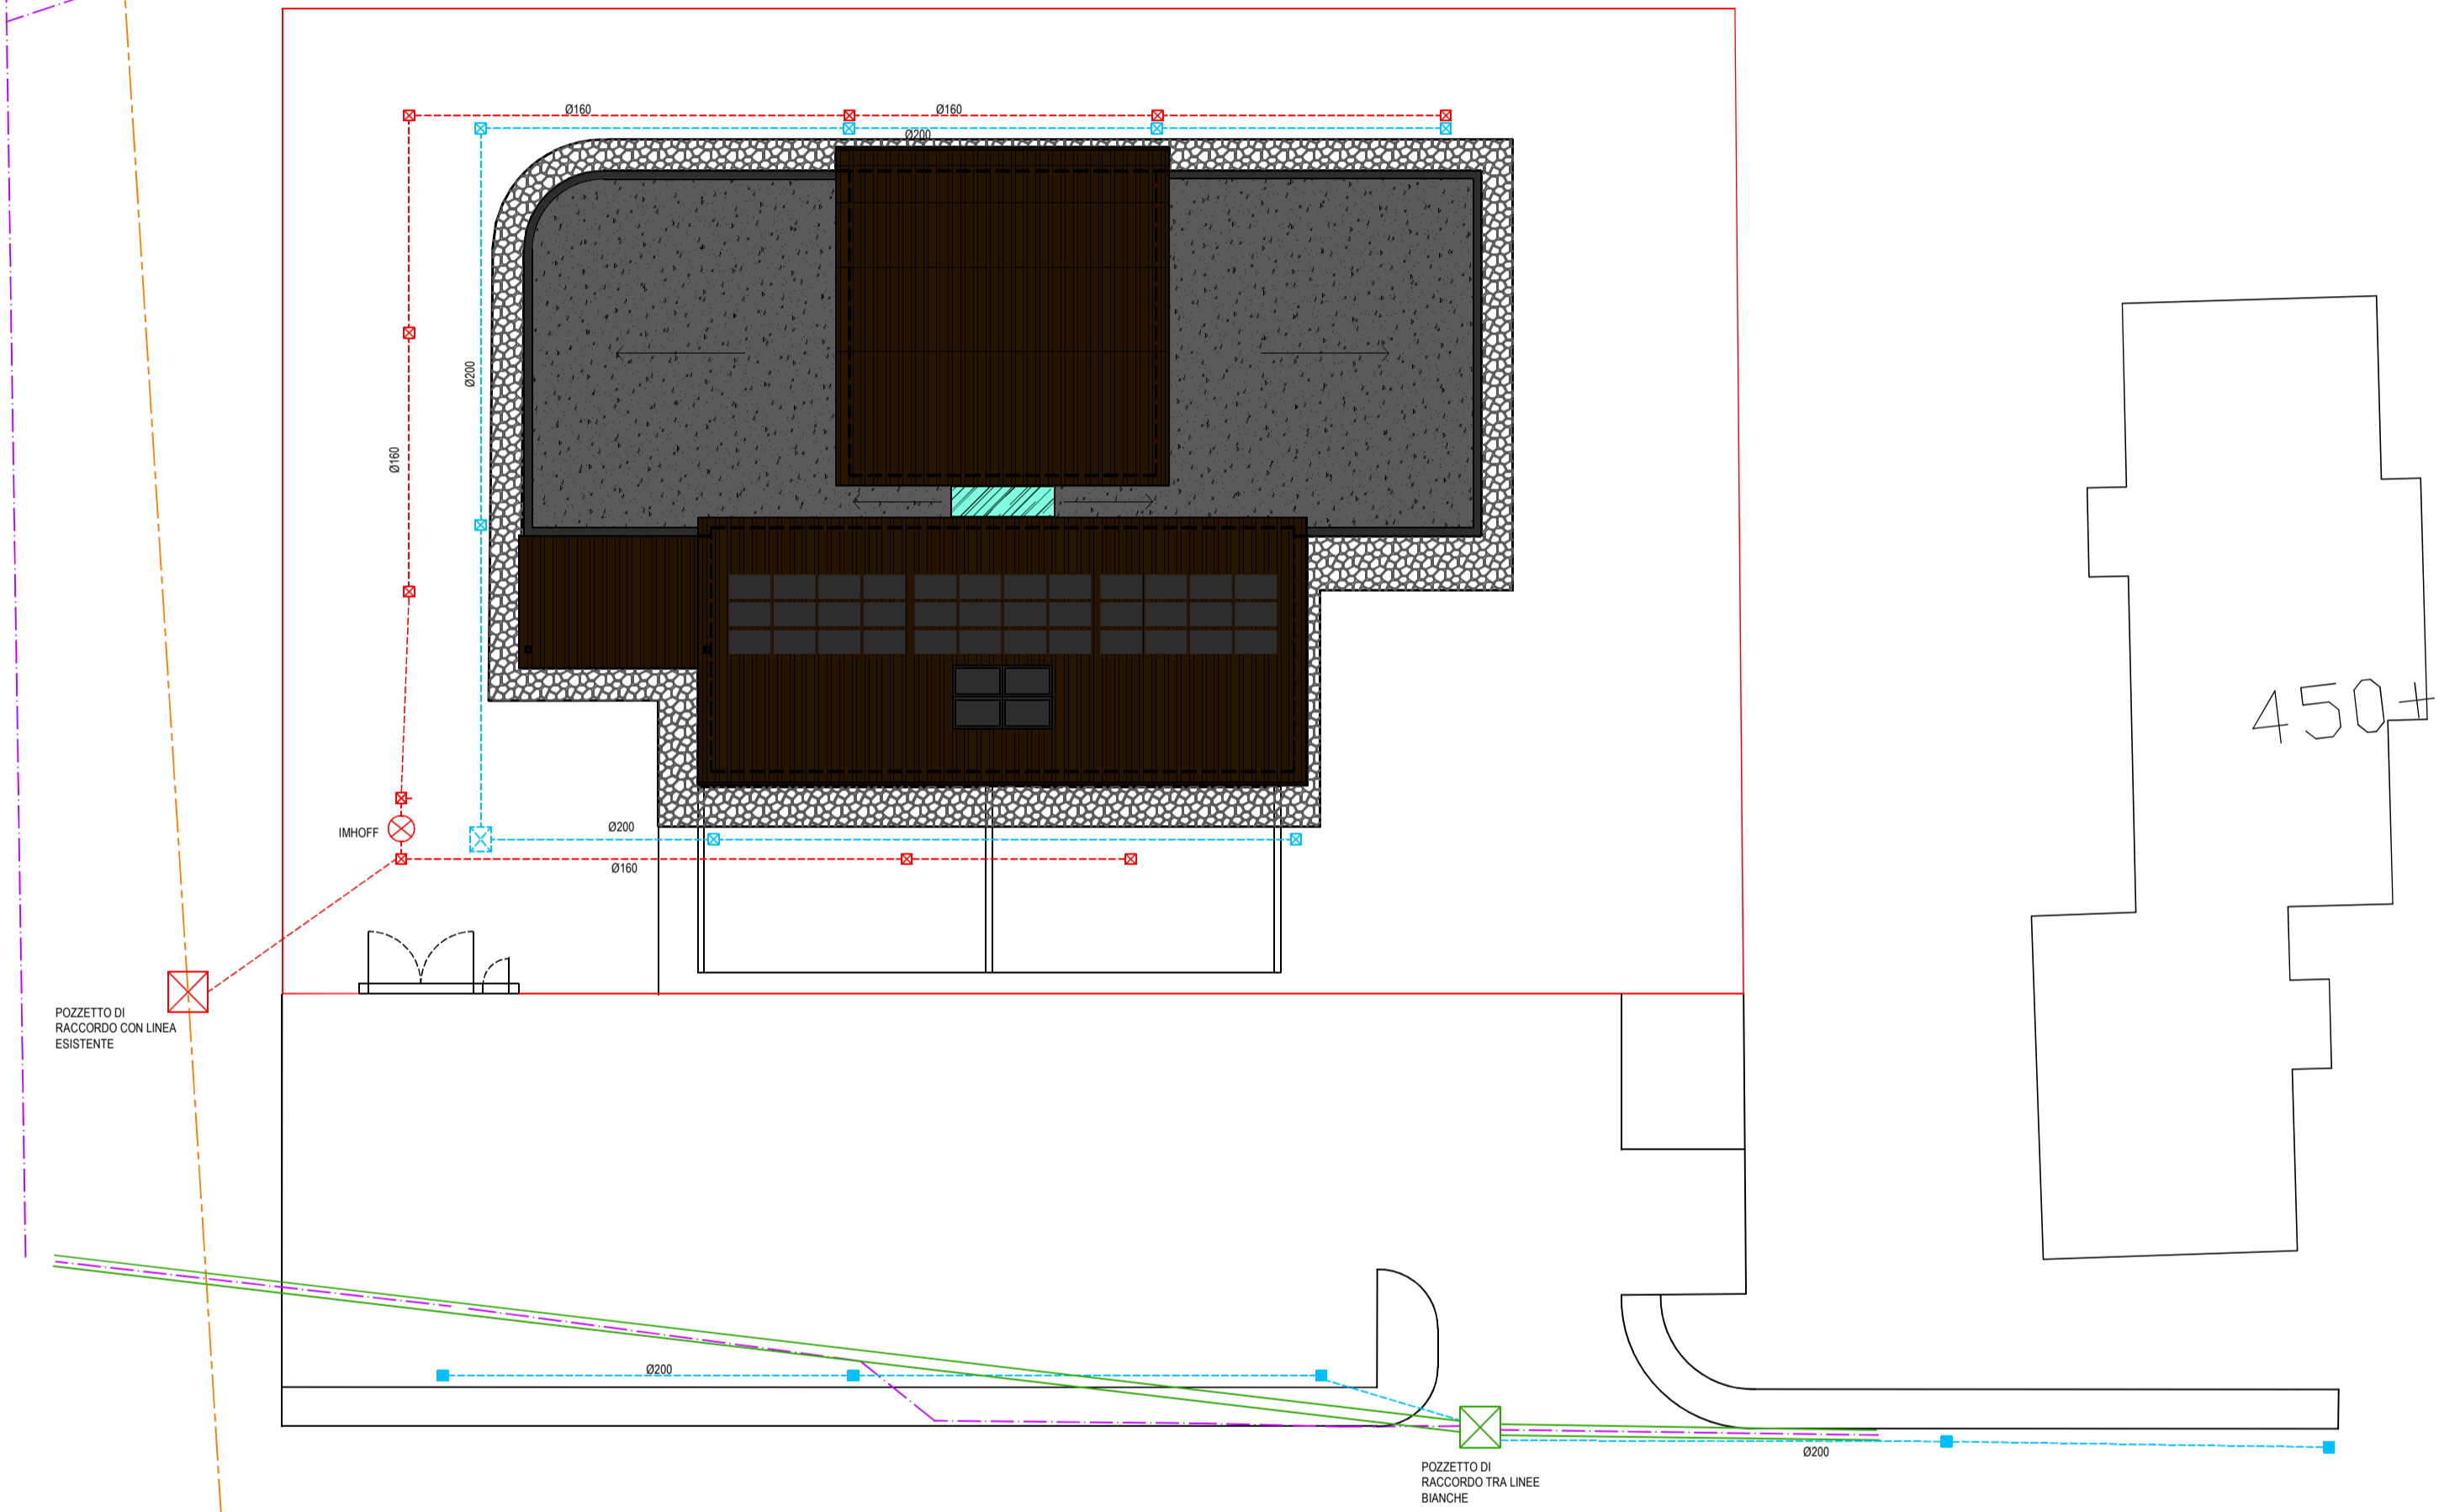 Ø160
Ø160
Ø200
Ø200
Ø160
450+
Ø200
IMHOFF
Ø160
POZZETTO DI
RACCORDO CON LINEA
ESISTENTE
Ø200
Ø200
POZZETTO DI
RACCORDO TRA LINEE
BIANCHE